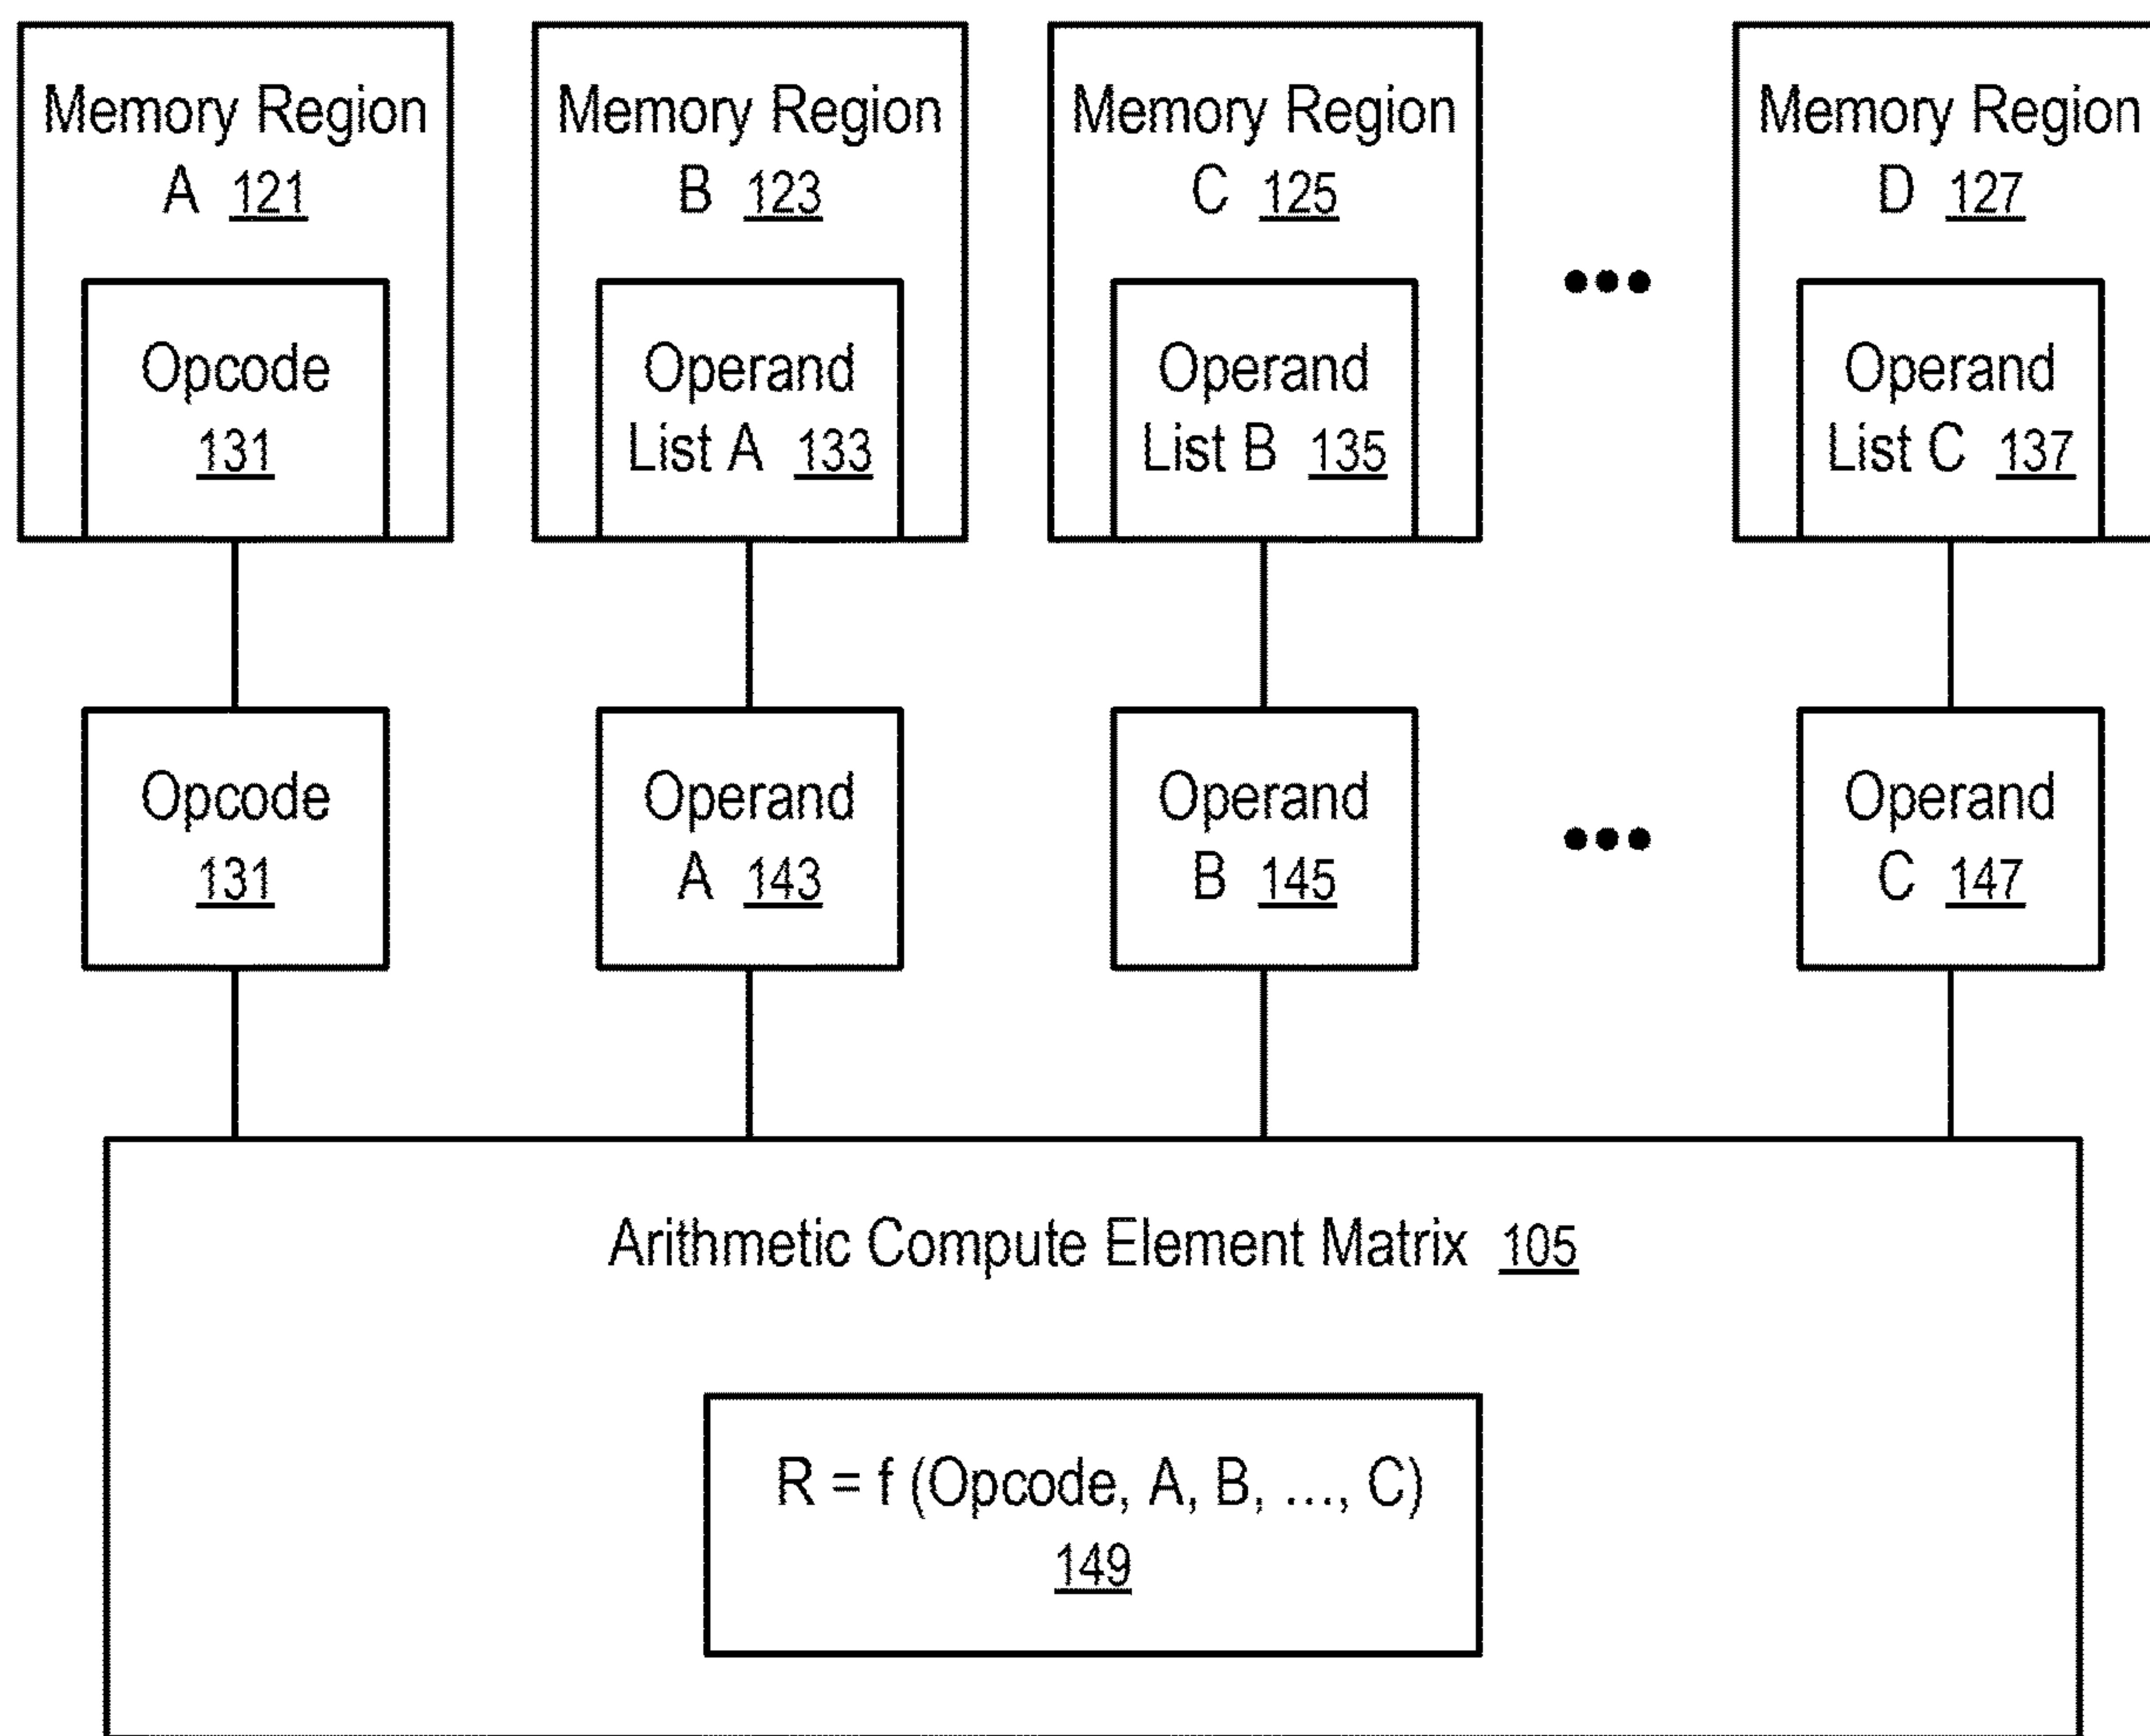 Memory Region
A 121
Memory Region
B 123
Memory Region
C 125
Memory Region
D 127
•••
Opcode
131
Operand
List A 133
Operand
List B 135
Operand
List C 137
Opcode
131
Operand
A 143
Operand
B 145
•••
Operand
C 147
Arithmetic Compute Element Matrix 105
R = f (Opcode, A, B, ..., C)
149